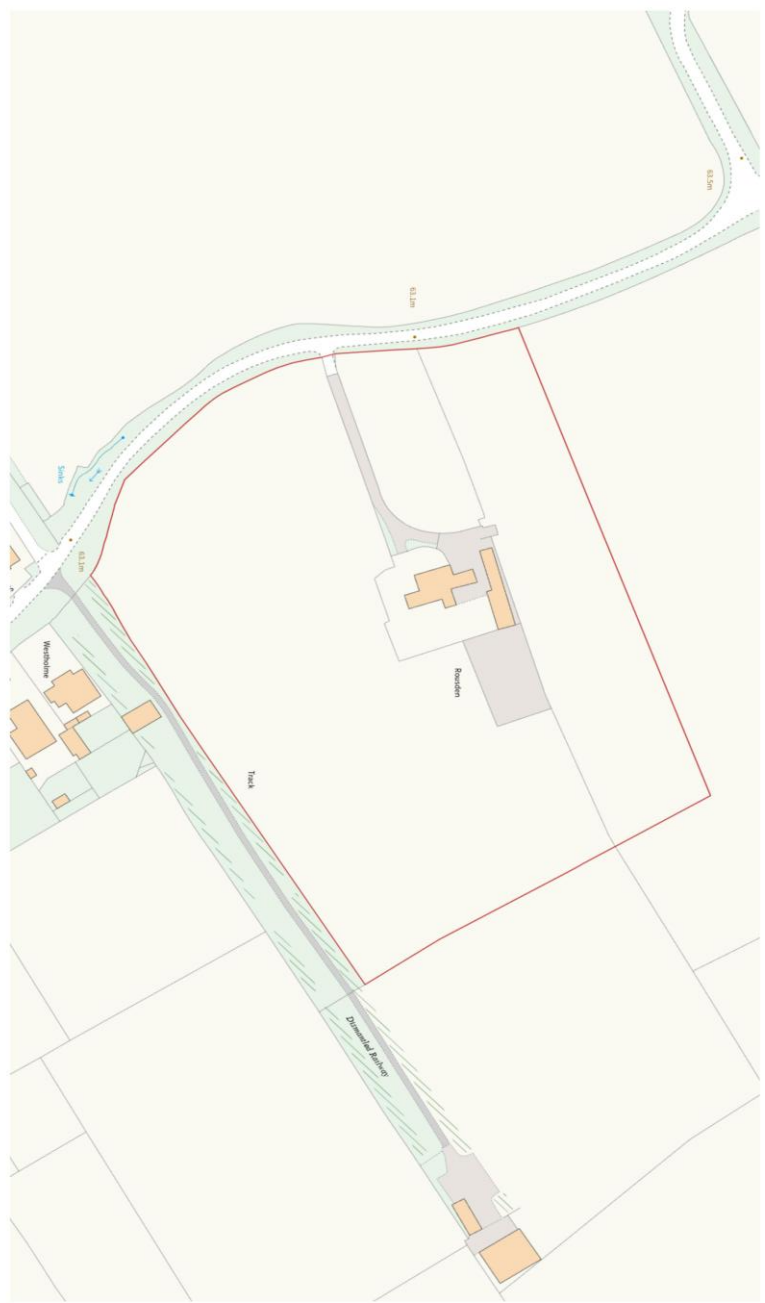 63.5m
63.1m
Sinks
63.1m
Westholme
Rousden
Track
Dismantled Railway